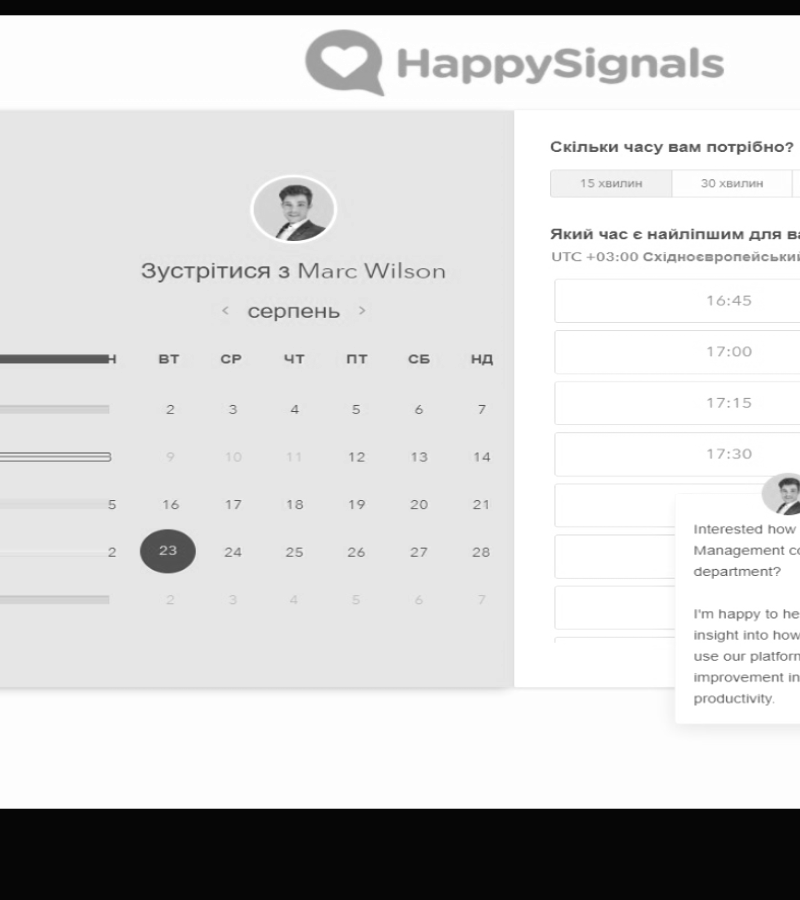 HappySignals
Зустрітися з Marc Wilson
< серпень >
Н ВТ СР ЧТ ПТ СБ НД
2 3 4 5 6 7
9 10 11 12 13 14
5 16 17 18 19 20 21
2 23 24 25 26 27 28
2 3 4 5 6 7
Скільки часу вам потрібно?
15 хвилин 30 хвилин
Який час є найліпшим для ва
UTC +03:00 Східноєвропейський
16:45
17:00
17:15
17:30
Interested how
Management co
department?
I'm happy to he
insight into how
use our platform
improvement in
productivity.